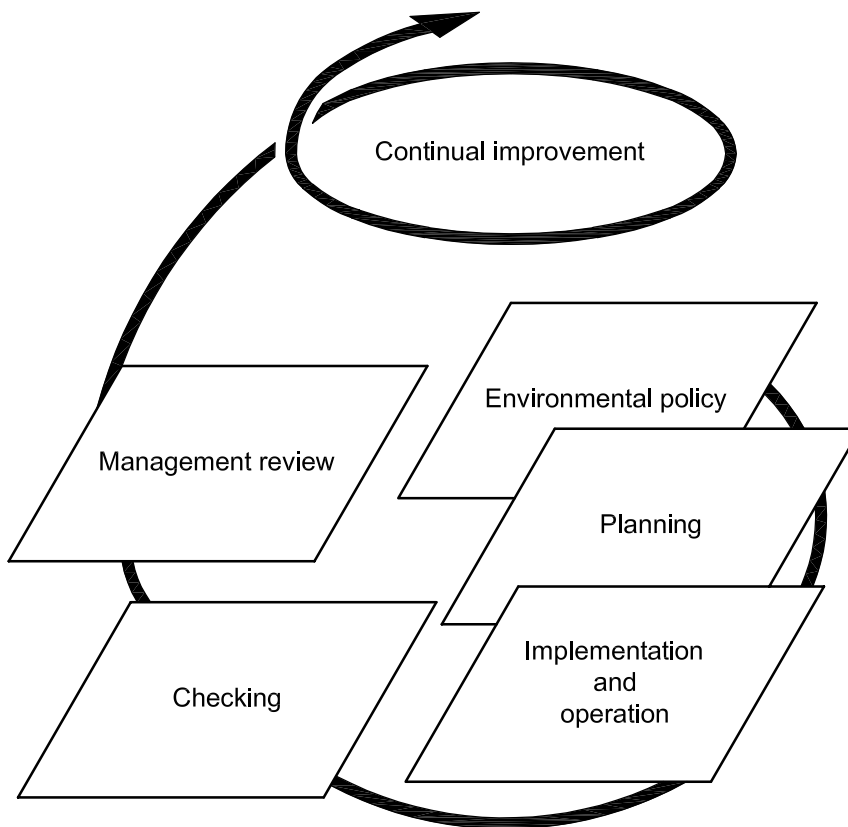 Continual improvement
Environmental policy
Management review
Planning
Implementation
and
operation
Checking